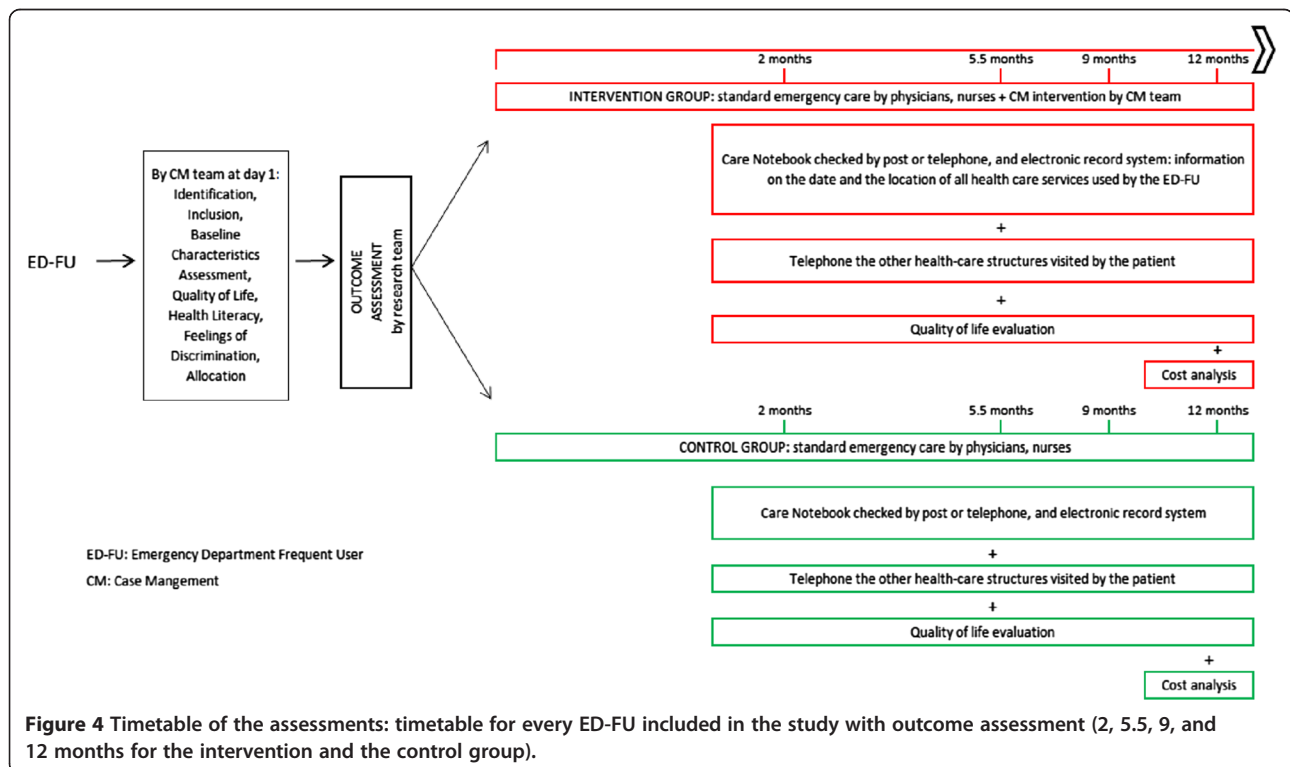 ED-FU
By CM team at day 1:
Identification,
Inclusion,
Baseline
Characteristics
Assessment,
Quality of Life,
Health Literacy,
Feelings of
Discrimination,
Allocation
OUTCOME
ASSESSMENT
by research team
2 months
5.5 months
9 months
12 months
INTERVENTION GROUP: standard emergency care by physicians, nurses + CM intervention by CM team
Care Notebook checked by post or telephone, and electronic record system: information
on the date and the location of all health care services used by the ED-FU
+
Telephone the other health-care structures visited by the patient
+
Quality of life evaluation
+
Cost analysis
2 months
5.5 months
9 months
12 months
CONTROL GROUP: standard emergency care by physicians, nurses
Care Notebook checked by post or telephone, and electronic record system
+
Telephone the other health-care structures visited by the patient
+
Quality of life evaluation
+
Cost analysis
ED-FU: Emergency Department Frequent User
CM: Case Mangement
Figure 4 Timetable of the assessments: timetable for every ED-FU included in the study with outcome assessment (2, 5.5, 9, and
12 months for the intervention and the control group).